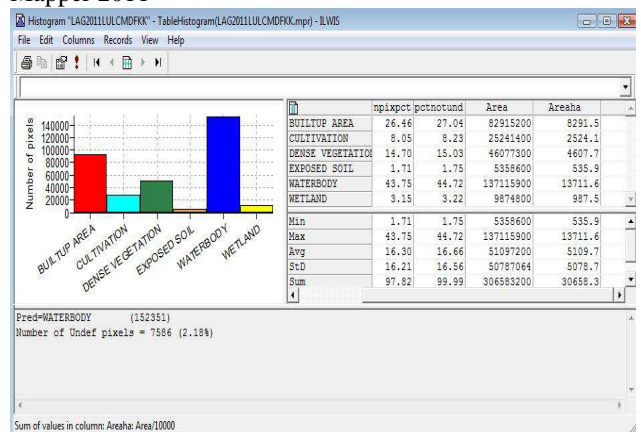 Mapper 2011
Histogram "LAG2011LULCMDFKK" - TableHistogram(LAG2011LULCMDFKK.mpr) - ILWIS
File Edit Columns Records View Help
Number of pixels
140000
120000
100000
80000
60000
40000
20000
0
BUILTUP AREA
CULTIVATION
DENSE VEGETATION
EXPOSED SOIL
WATERBODY
WETLAND
npixpct pctnotund Area Areaha
BUILTUP AREA 26.46 27.04 82915200 8291.5
CULTIVATION 8.05 8.23 25241400 2524.1
DENSE VEGETATIO 14.70 15.03 46077300 4607.7
EXPOSED SOIL 1.71 1.75 5358600 535.9
WATERBODY 43.75 44.72 137115900 13711.6
WETLAND 3.15 3.22 9874800 987.5
Min 1.71 1.75 5358600 535.9
Max 43.75 44.72 137115900 13711.6
Avg 16.30 16.66 51097200 5109.7
StD 16.21 16.56 50787064 5078.7
Sum 97.82 99.99 306583200 30658.3
Pred=WATERBODY (152351)
Number of Undef pixels = 7586 (2.18%)
Sum of values in column: Areaha: Area/10000